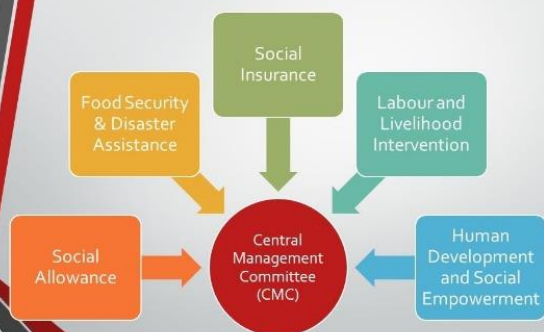 Social
Insurance
Food Security
& Disaster
Assistance
Labour and
Livelihood
Intervention
Social
Allowance
Central
Management
Committee
(CMC)
Human
Development
and Social
Empowerment